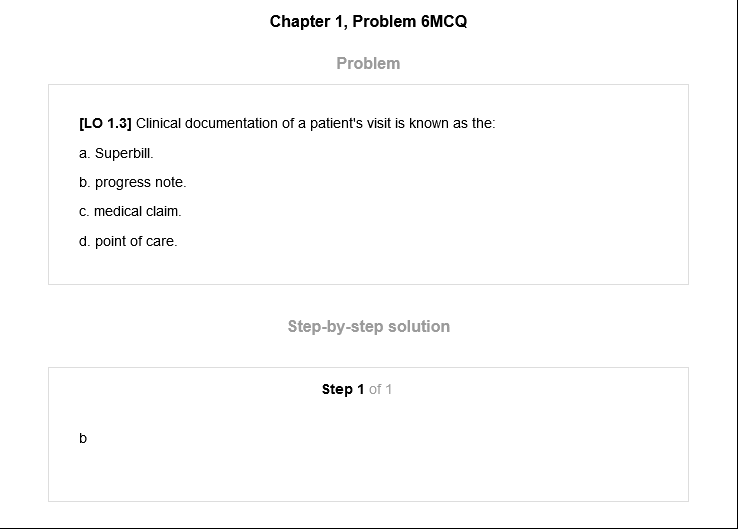 Chapter 1, Problem 6MCQ
Problem
[LO 1.3] Clinical documentation of a patient's visit is known as the:
a. Superbill.
b. progress note.
c. medical claim.
d. point of care.
Step-by-step solution
Step 1 of 1
b